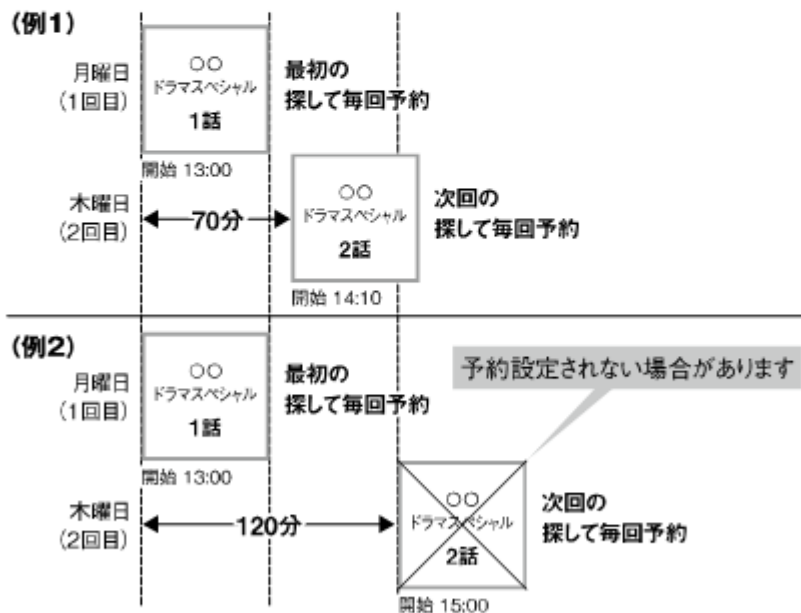 (例1)
月曜日
(1回目)
○○
ドラマスペシャル
1話
最初の
探して毎回予約
開始 13:00
木曜日
(2回目)
70分
○○
ドラマスペシャル
2話
次回の
探して毎回予約
開始 14:10
(例2)
予約設定されない場合があります
月曜日
(1回目)
○○
ドラマスペシャル
1話
最初の
探して毎回予約
開始 13:00
木曜日
(2回目)
120分
○○
ドラマスペシャル
2話
次回の
探して毎回予約
開始 15:00